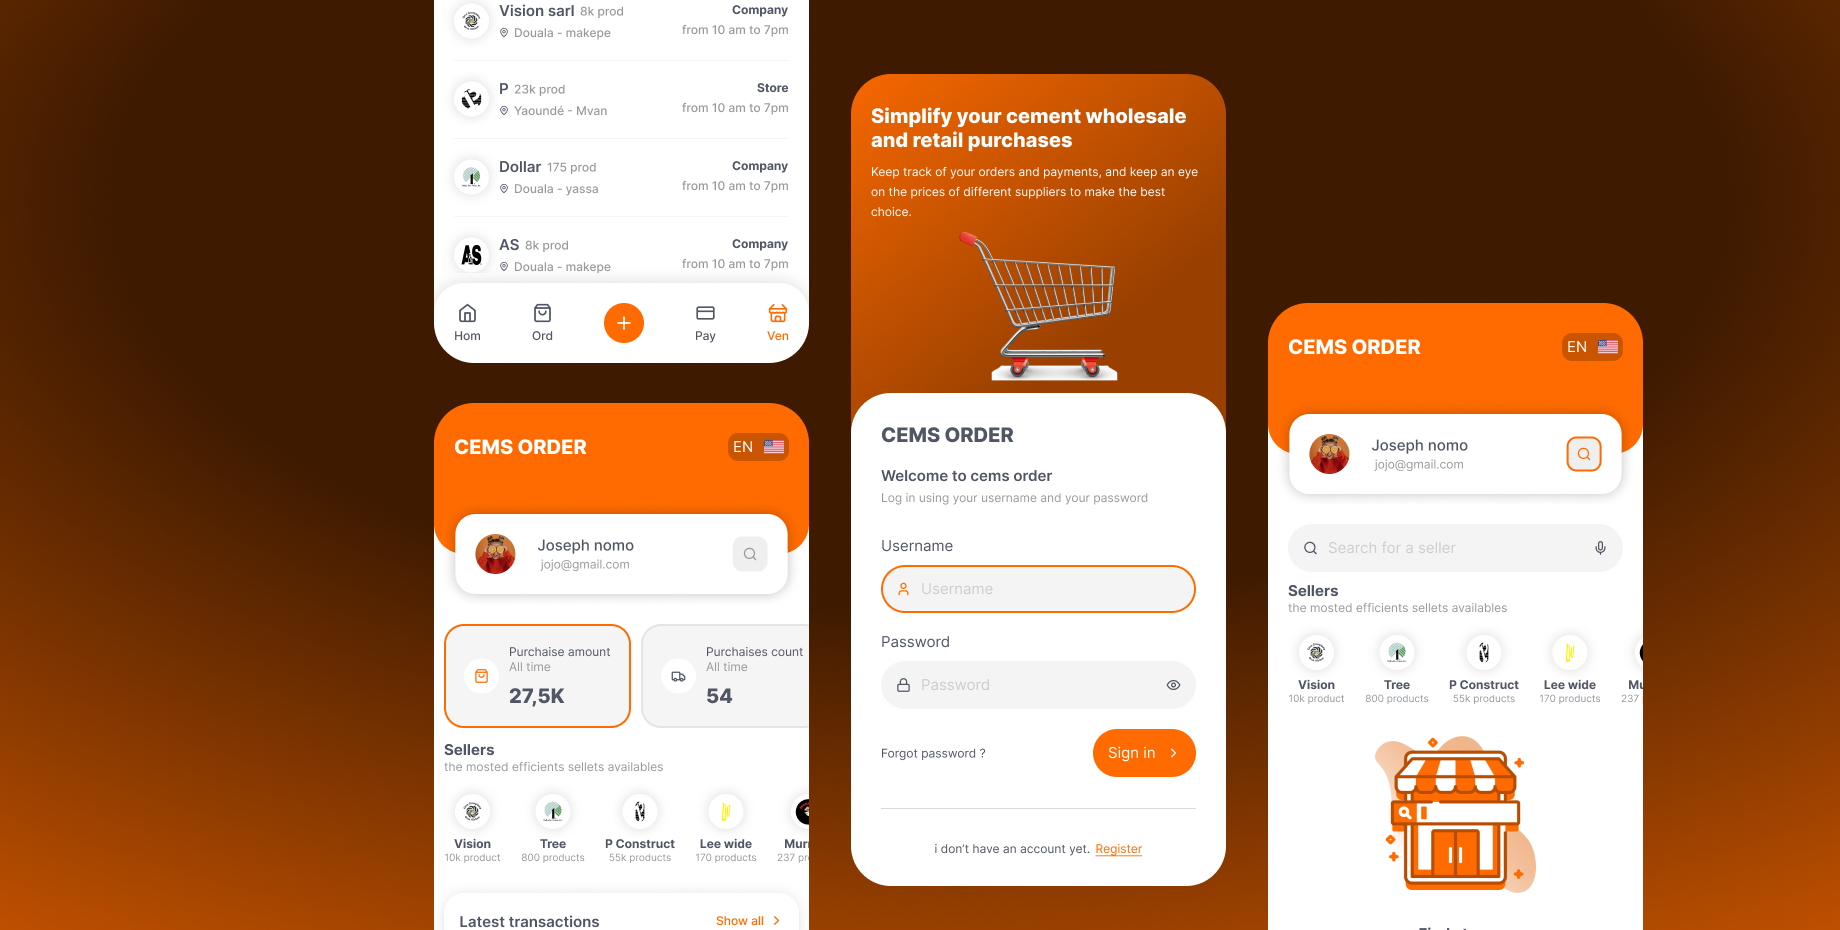 Vision sarl 8k prod
Company
Douala - makepe
from 10 am to 7pm
P 23k prod
Store
Yaoundé - Mvan
from 10 am to 7pm
Dollar 175 prod
Company
Douala - yassa
from 10 am to 7pm
AS
AS 8k prod
Company
Douala - makepe
from 10 am to 7pm
Hom
Ord
Pay
Ven
CEMS ORDER
EN
Joseph nomo
jojo@gmail.com
Purchaise amount
All time
27,5K
Purchaises count
All time
54
Sellers
the mosted efficients sellets availables
Vision
10k product
Tree
800 products
P Construct
55k products
Lee wide
170 products
Murr
237 pr
Latest transactions
Show all
Simplify your cement wholesale
and retail purchases
Keep track of your orders and payments, and keep an eye
on the prices of different suppliers to make the best
choice.
CEMS ORDER
Welcome to cems order
Log in using your username and your password
Username
Username
Password
Password
Forgot password ?
Sign in
i don't have an account yet. Register
CEMS ORDER
EN
Joseph nomo
jojo@gmail.com
Search for a seller
Sellers
the mosted efficients sellets availables
Vision
10k product
Tree
800 products
P Construct
55k products
Lee wide
170 products
Mu
237